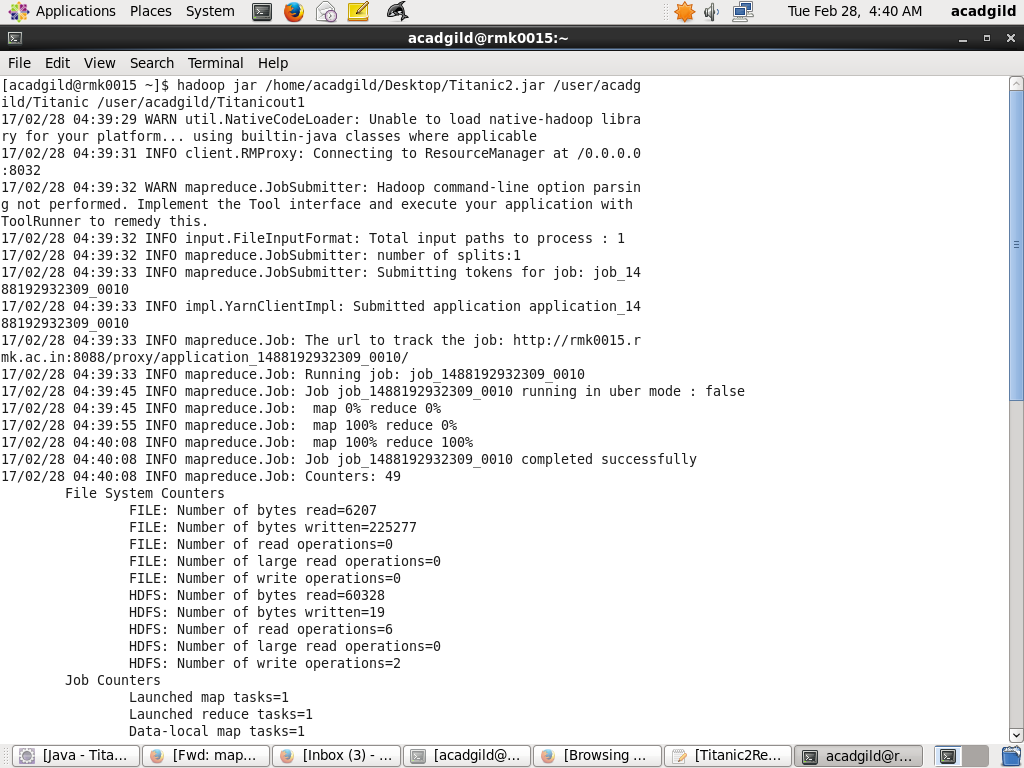 Applications Places System Tue Feb 28, 4:40 AM acadgild
acadgild@rmk0015:~
File Edit View Search Terminal Help
[acadgild@rmk0015 ~]$ hadoop jar /home/acadgild/Desktop/Titanic2.jar /user/acadg
ild/Titanic /user/acadgild/Titanicout1
17/02/28 04:39:29 WARN util.NativeCodeLoader: Unable to load native-hadoop libra
ry for your platform... using builtin-java classes where applicable
17/02/28 04:39:31 INFO client.RMProxy: Connecting to ResourceManager at /0.0.0.0
:8032
17/02/28 04:39:32 WARN mapreduce.JobSubmitter: Hadoop command-line option parsin
g not performed. Implement the Tool interface and execute your application with
ToolRunner to remedy this.
17/02/28 04:39:32 INFO input.FileInputFormat: Total input paths to process : 1
17/02/28 04:39:32 INFO mapreduce.JobSubmitter: number of splits:1
17/02/28 04:39:33 INFO mapreduce.JobSubmitter: Submitting tokens for job: job_14
88192932309_0010
17/02/28 04:39:33 INFO impl.YarnClientImpl: Submitted application application_14
88192932309_0010
17/02/28 04:39:33 INFO mapreduce.Job: The url to track the job: http://rmk0015.r
mk.ac.in:8088/proxy/application_1488192932309_0010/
17/02/28 04:39:33 INFO mapreduce.Job: Running job: job_1488192932309_0010
17/02/28 04:39:45 INFO mapreduce.Job: Job job_1488192932309_0010 running in uber mode : false
17/02/28 04:39:45 INFO mapreduce.Job:  map 0% reduce 0%
17/02/28 04:39:55 INFO mapreduce.Job:  map 100% reduce 0%
17/02/28 04:40:08 INFO mapreduce.Job:  map 100% reduce 100%
17/02/28 04:40:08 INFO mapreduce.Job: Job job_1488192932309_0010 completed successfully
17/02/28 04:40:08 INFO mapreduce.Job: Counters: 49
File System Counters
FILE: Number of bytes read=6207
FILE: Number of bytes written=225277
FILE: Number of read operations=0
FILE: Number of large read operations=0
FILE: Number of write operations=0
HDFS: Number of bytes read=60328
HDFS: Number of bytes written=19
HDFS: Number of read operations=6
HDFS: Number of large read operations=0
HDFS: Number of write operations=2
Job Counters
Launched map tasks=1
Launched reduce tasks=1
Data-local map tasks=1
[Java - Tita... [Fwd: map... [Inbox (3) - ... [acadgild@... [Browsing ... [Titanic2Re... acadgild@r...